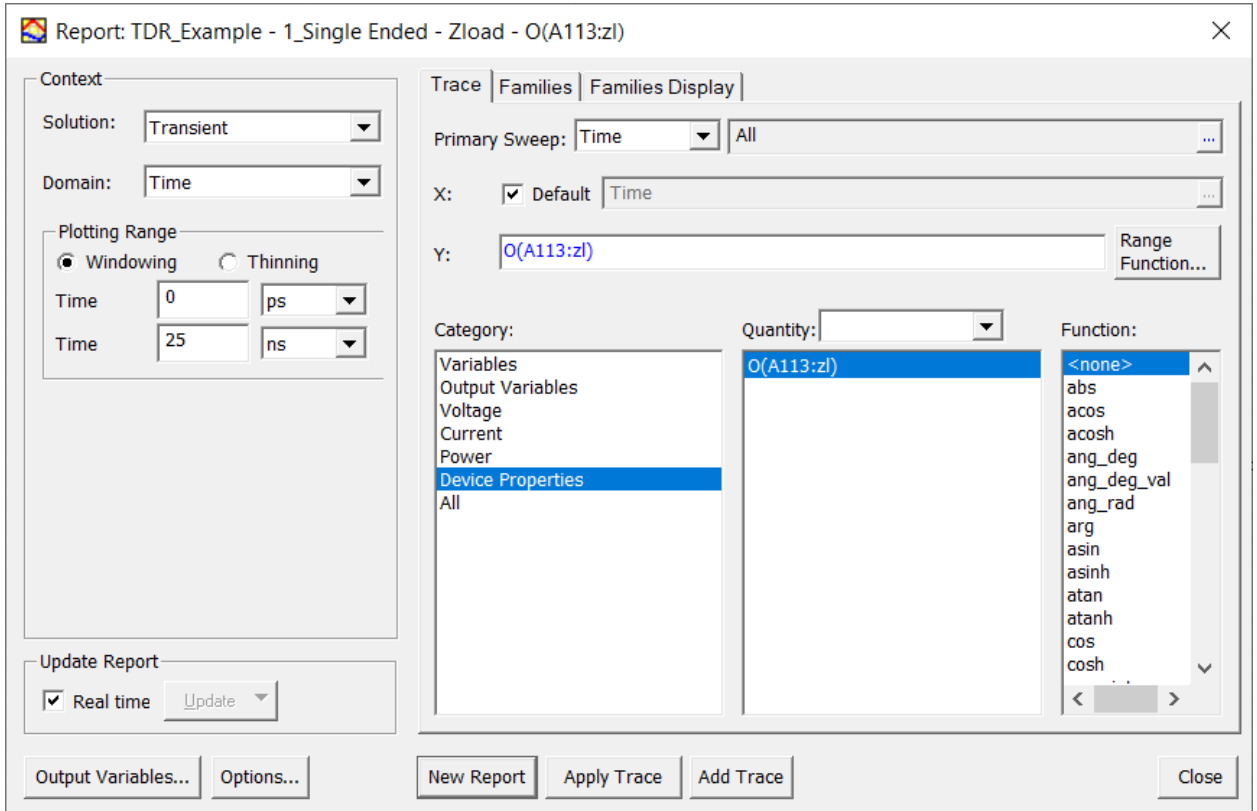 Report: TDR_Example - 1_Single Ended - Zload - O(A113:zl)
Context
Solution: Transient
Domain: Time
Plotting Range
Windowing Thinning
Time 0 ps
Time 25 ns
Update Report
Real time Update
Trace Families Families Display
Primary Sweep: Time All ...
X: Default Time ...
Y: O(A113:zl) Range Function...
Category:
Variables
Output Variables
Voltage
Current
Power
Device Properties
All
Quantity:
O(A113:zl)
Function:
<none>
abs
acos
acosh
ang_deg
ang_deg_val
ang_rad
arg
asin
asinh
atan
atanh
cos
cosh
Output Variables... Options... New Report Apply Trace Add Trace Close